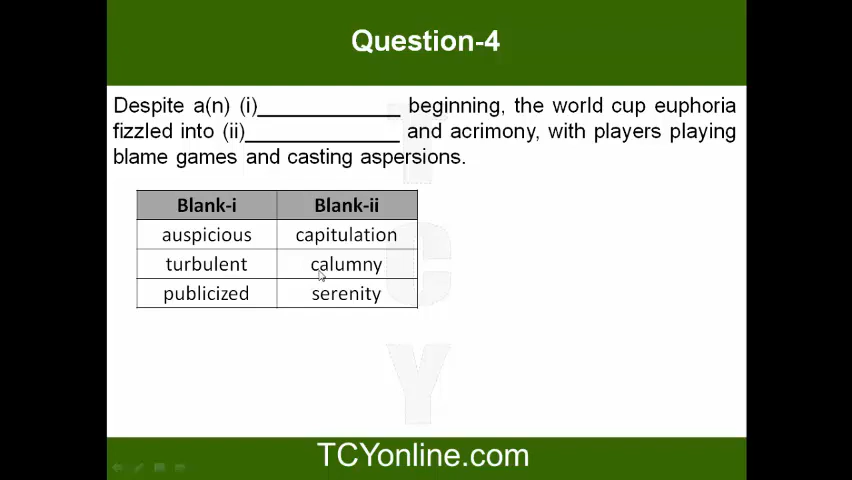 Question-4
Despite a(n) (i)_____________ beginning, the world cup euphoria
fizzled into (ii)______________ and acrimony, with players playing
blame games and casting aspersions.
Blank-i Blank-ii
auspicious capitulation
turbulent calumny
publicized serenity
T
C
Y
TCYonline.com